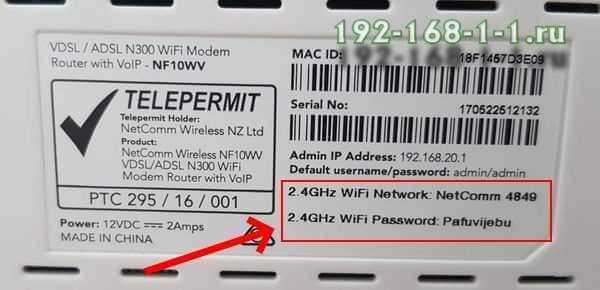 192-168-1-1.ru
VDSL / ADSL N300 WiFi Modem
Router with VoIP - NF10WV
TELEPERMIT
Telepermit Holder:
NetComm Wireless NZ Ltd
Product:
NetComm Wireless NF10WV
VDSL/ADSL N300 WiFi
Modem Router with VoIP
PTC 295 / 16 / 001
Power: 12VDC ⎓ 2Amps
MADE IN CHINA
MAC ID:
18F1457D3E09
Serial No:
170522512132
Admin IP Address: 192.168.20.1
Default username/password: admin/admin
2.4GHz WiFi Network: NetComm 4849
2.4GHz WiFi Password: Pafuvijebu